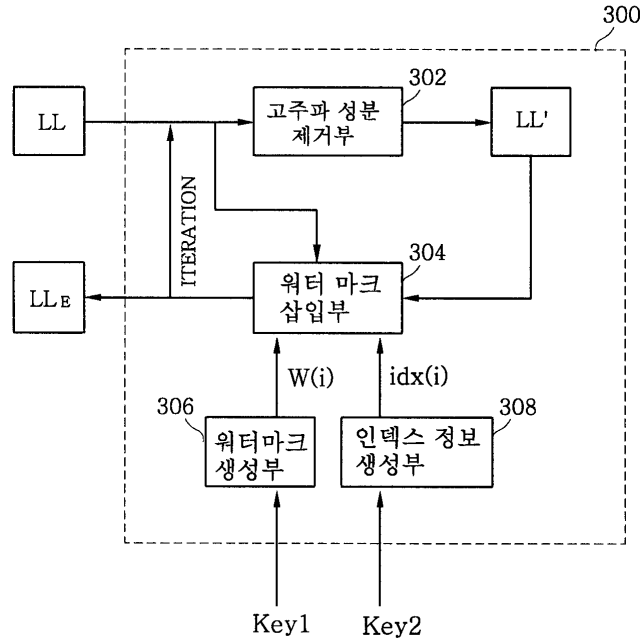 300
302
LL
고주파 성분
제거부
LL'
ITERATION
304
LL E
워터 마크
삽입부
W(i)
idx(i)
306
308
워터마크
생성부
인덱스 정보
생성부
Key1
Key2